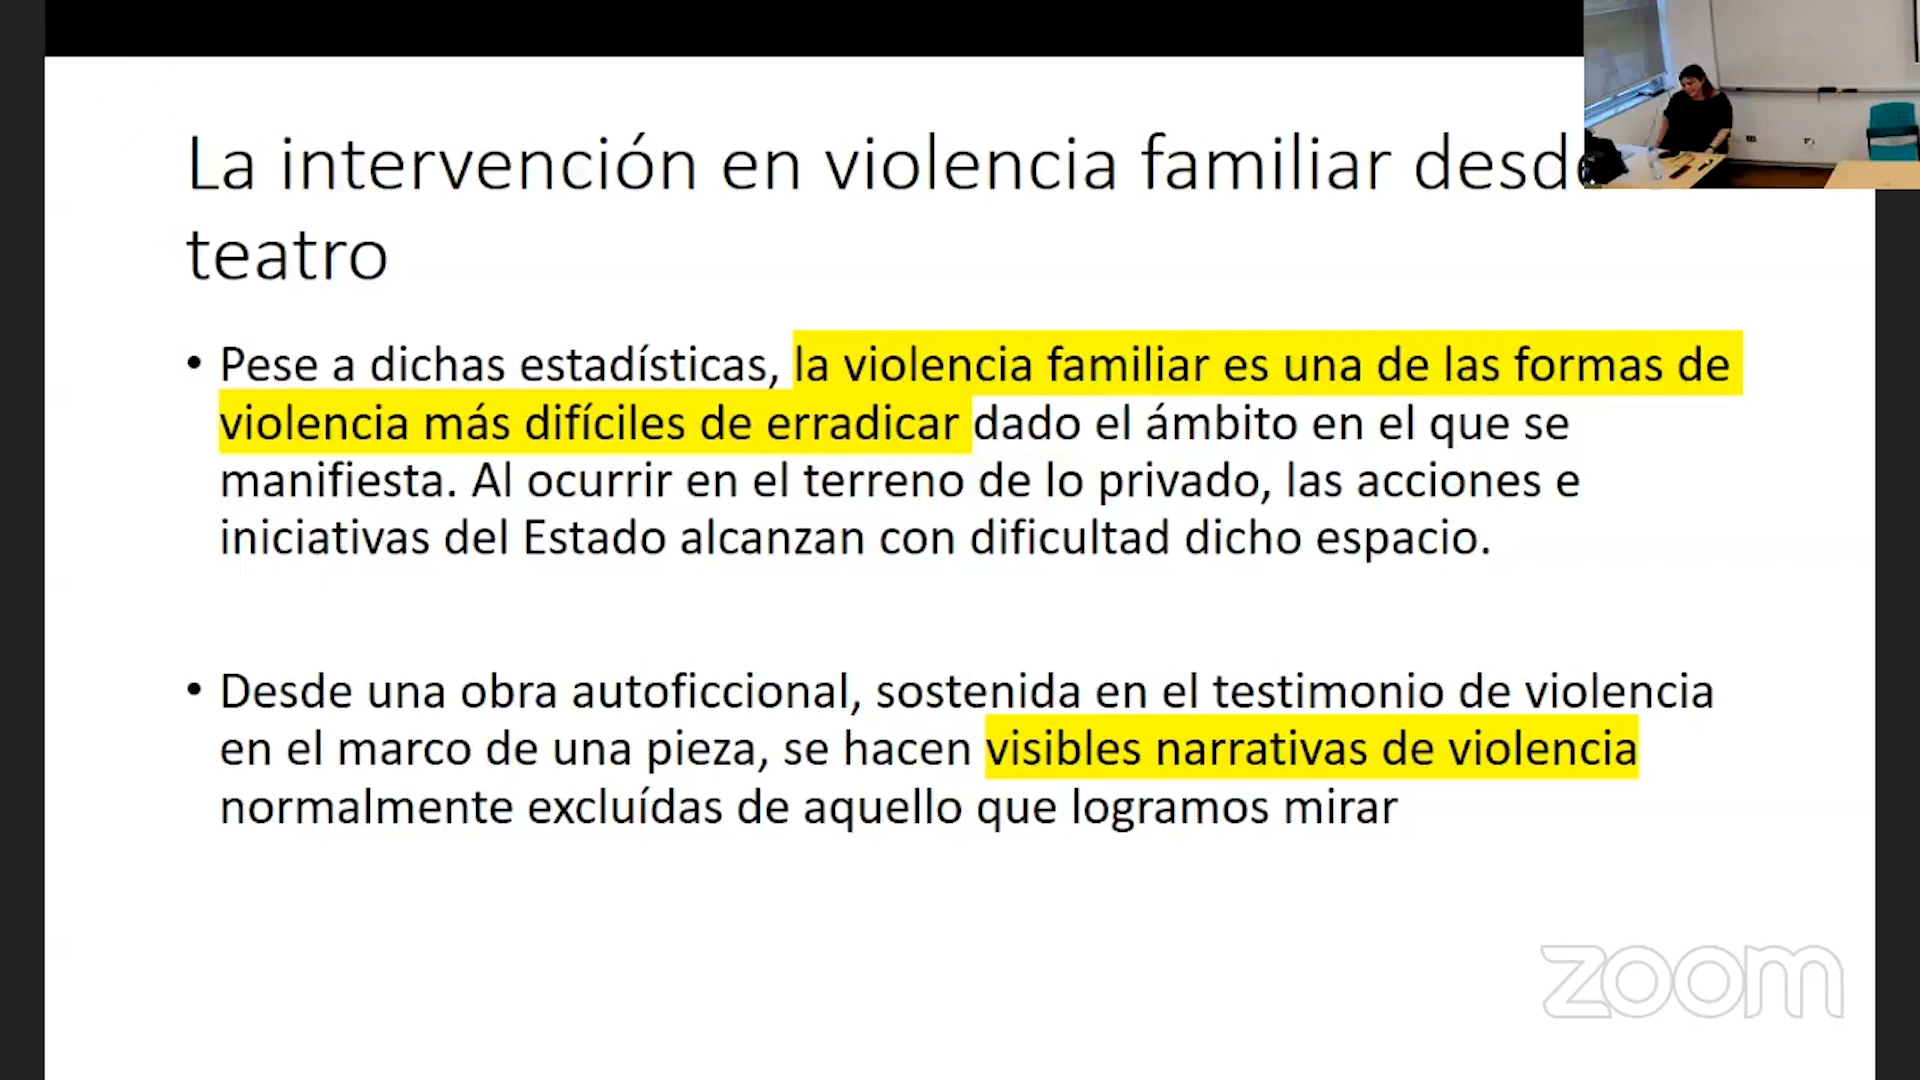 La intervención en violencia familiar desde
teatro
• Pese a dichas estadísticas, la violencia familiar es una de las formas de
violencia más difíciles de erradicar dado el ámbito en el que se
manifiesta. Al ocurrir en el terreno de lo privado, las acciones e
iniciativas del Estado alcanzan con dificultad dicho espacio.
• Desde una obra autoficcional, sostenida en el testimonio de violencia
en el marco de una pieza, se hacen visibles narrativas de violencia
normalmente excluídas de aquello que logramos mirar
zoom